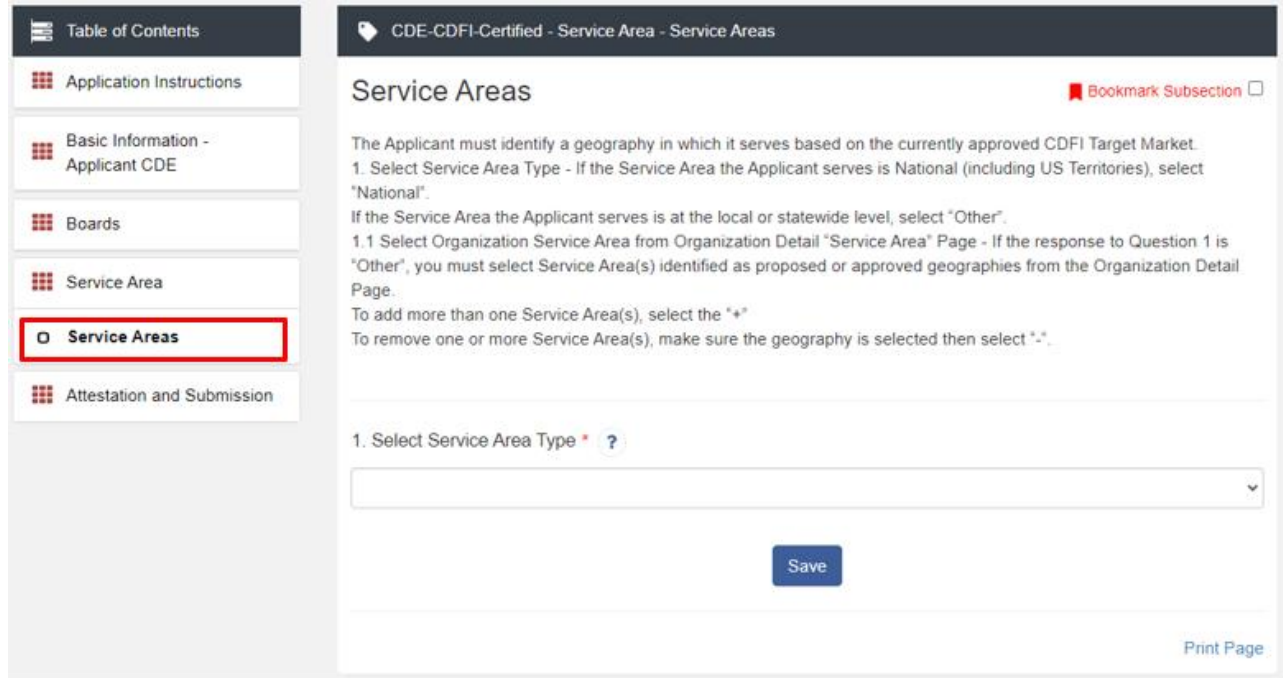 Table of Contents
Application Instructions
Basic Information -
Applicant CDE
Boards
Service Area
Service Areas
Attestation and Submission
CDE-CDFI-Certified - Service Area - Service Areas
Service Areas
Bookmark Subsection
The Applicant must identify a geography in which it serves based on the currently approved CDFI Target Market.
1. Select Service Area Type - If the Service Area the Applicant serves is National (including US Territories), select
"National".
If the Service Area the Applicant serves is at the local or statewide level, select "Other".
1.1 Select Organization Service Area from Organization Detail "Service Area" Page - If the response to Question 1 is
"Other", you must select Service Area(s) identified as proposed or approved geographies from the Organization Detail
Page.
To add more than one Service Area(s), select the "+"
To remove one or more Service Area(s), make sure the geography is selected then select "-".
1. Select Service Area Type * ?
Save
Print Page